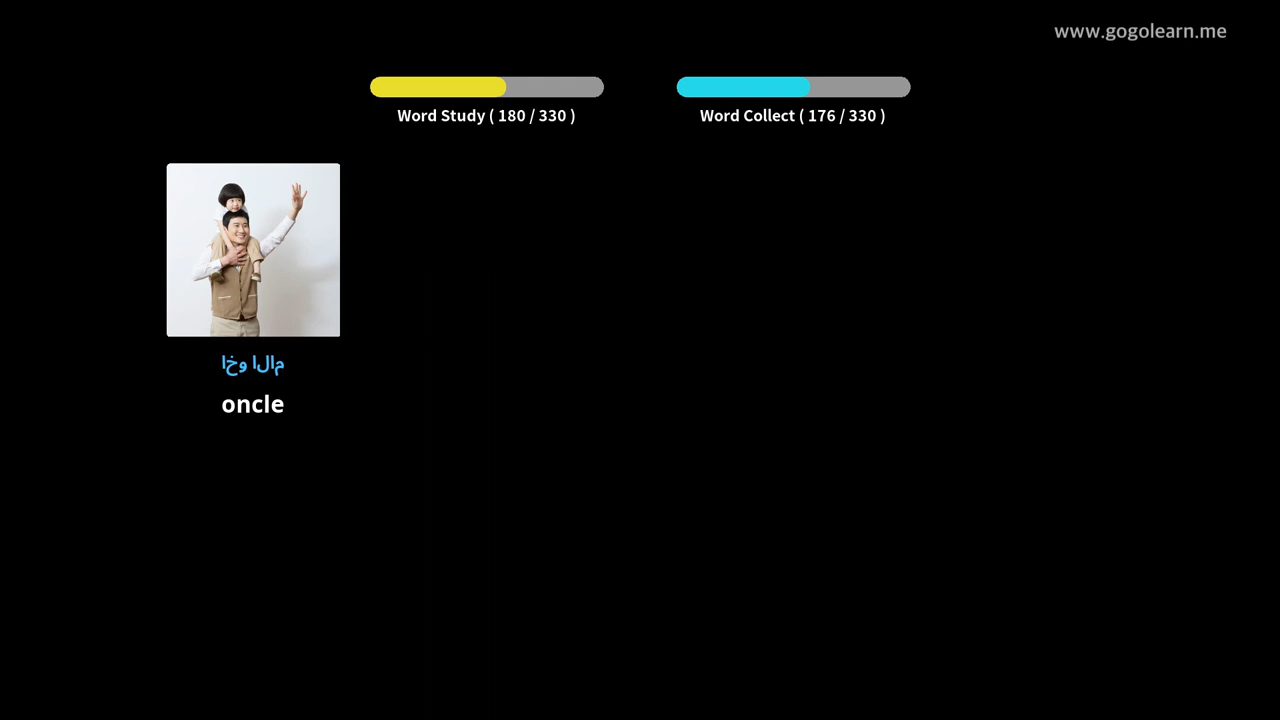 www.gogolearn.me
Word Study ( 180 / 330 )
Word Collect ( 176 / 330 )
اخو الام
oncle